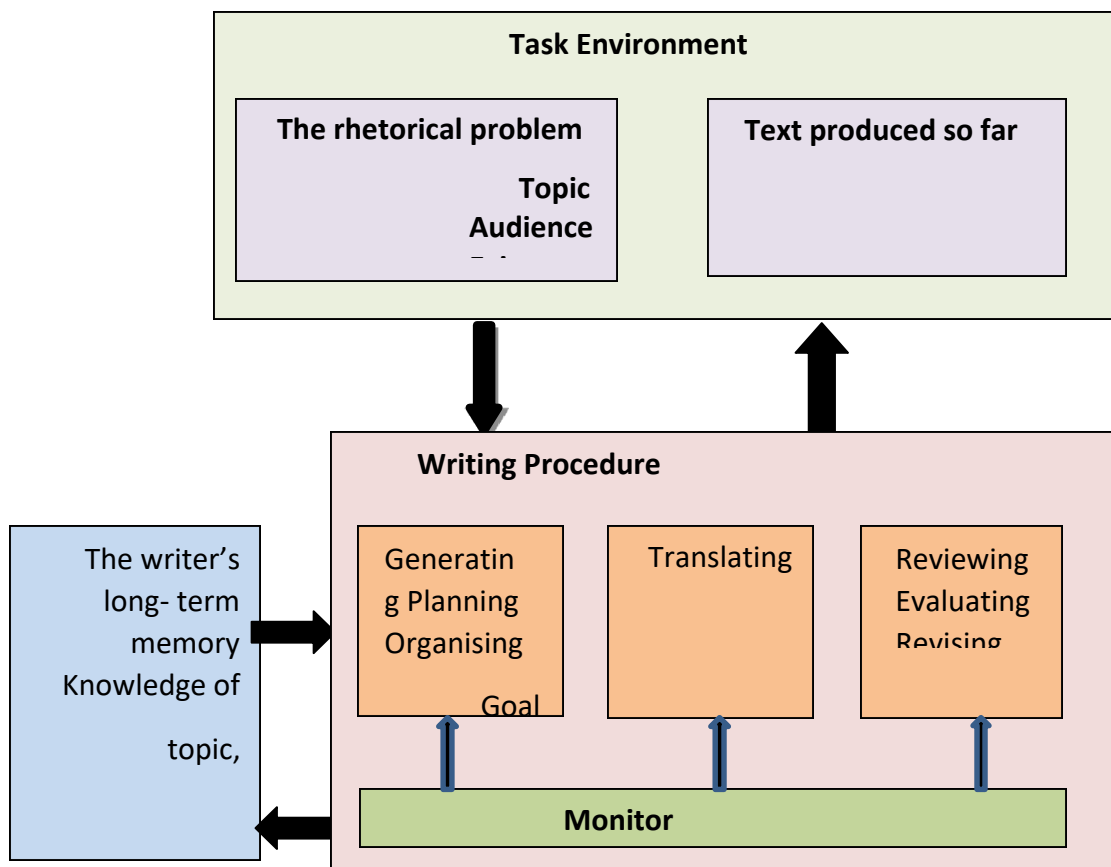 Task Environment
The rhetorical problem
Topic
Audience
Text produced so far
Writing Procedure
The writer’s
long- term
memory
Knowledge of
topic,
Generatin
g Planning
Organising
Goal
Translating
Reviewing
Evaluating
Revising
Monitor